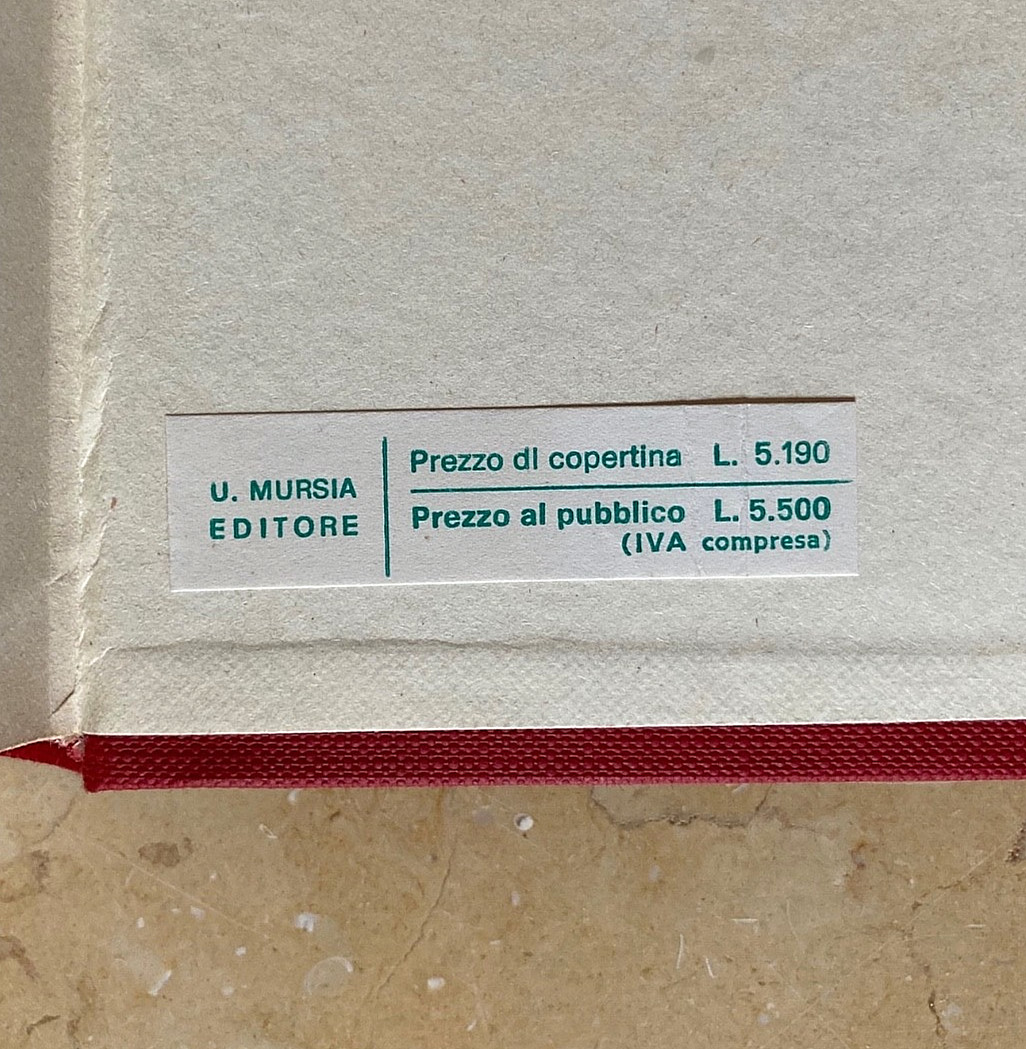 U. MURSIA
EDITORE
Prezzo di copertina L. 5.190
Prezzo al pubblico L. 5.500
(IVA compresa)